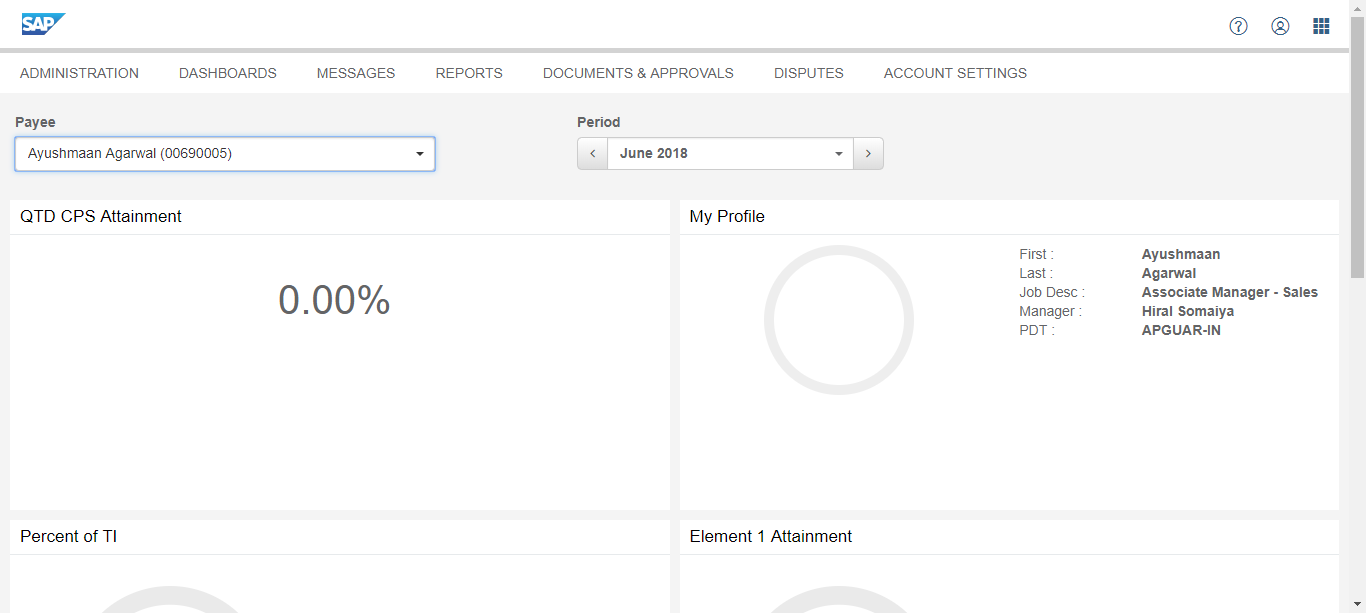 SAP
ADMINISTRATION DASHBOARDS MESSAGES REPORTS DOCUMENTS & APPROVALS DISPUTES ACCOUNT SETTINGS
Payee
Ayushmaan Agarwal (00690005)
Period
June 2018
QTD CPS Attainment
0.00%
My Profile
First : Ayushmaan
Last : Agarwal
Job Desc : Associate Manager - Sales
Manager : Hiral Somaiya
PDT : APGUAR-IN
Percent of TI
Element 1 Attainment